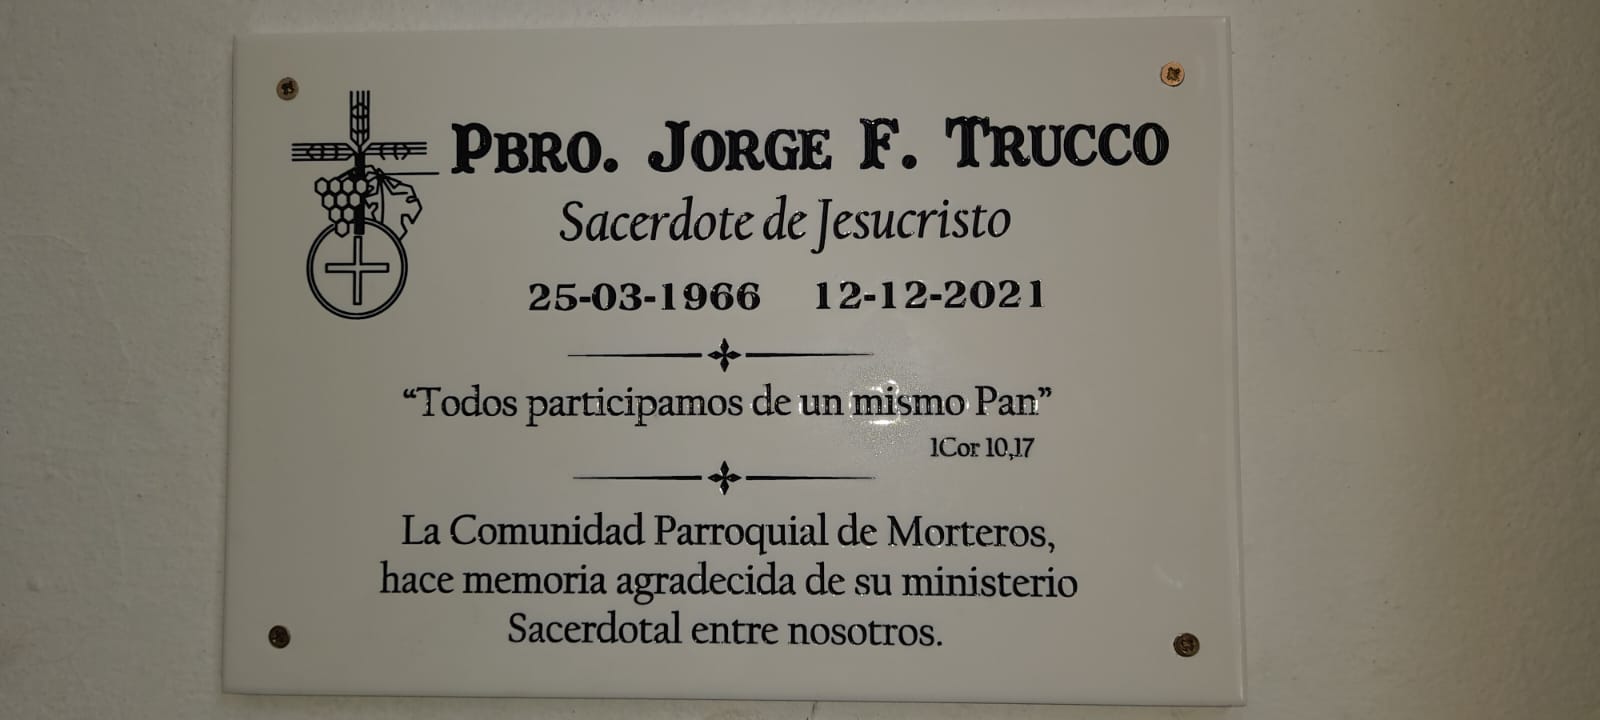 PBRO. JORGE F. TRUCCO
Sacerdote de Jesucristo
25-03-1966 12-12-2021
“Todos participamos de un mismo Pan”
1Cor 10,17
La Comunidad Parroquial de Morteros,
hace memoria agradecida de su ministerio
Sacerdotal entre nosotros.